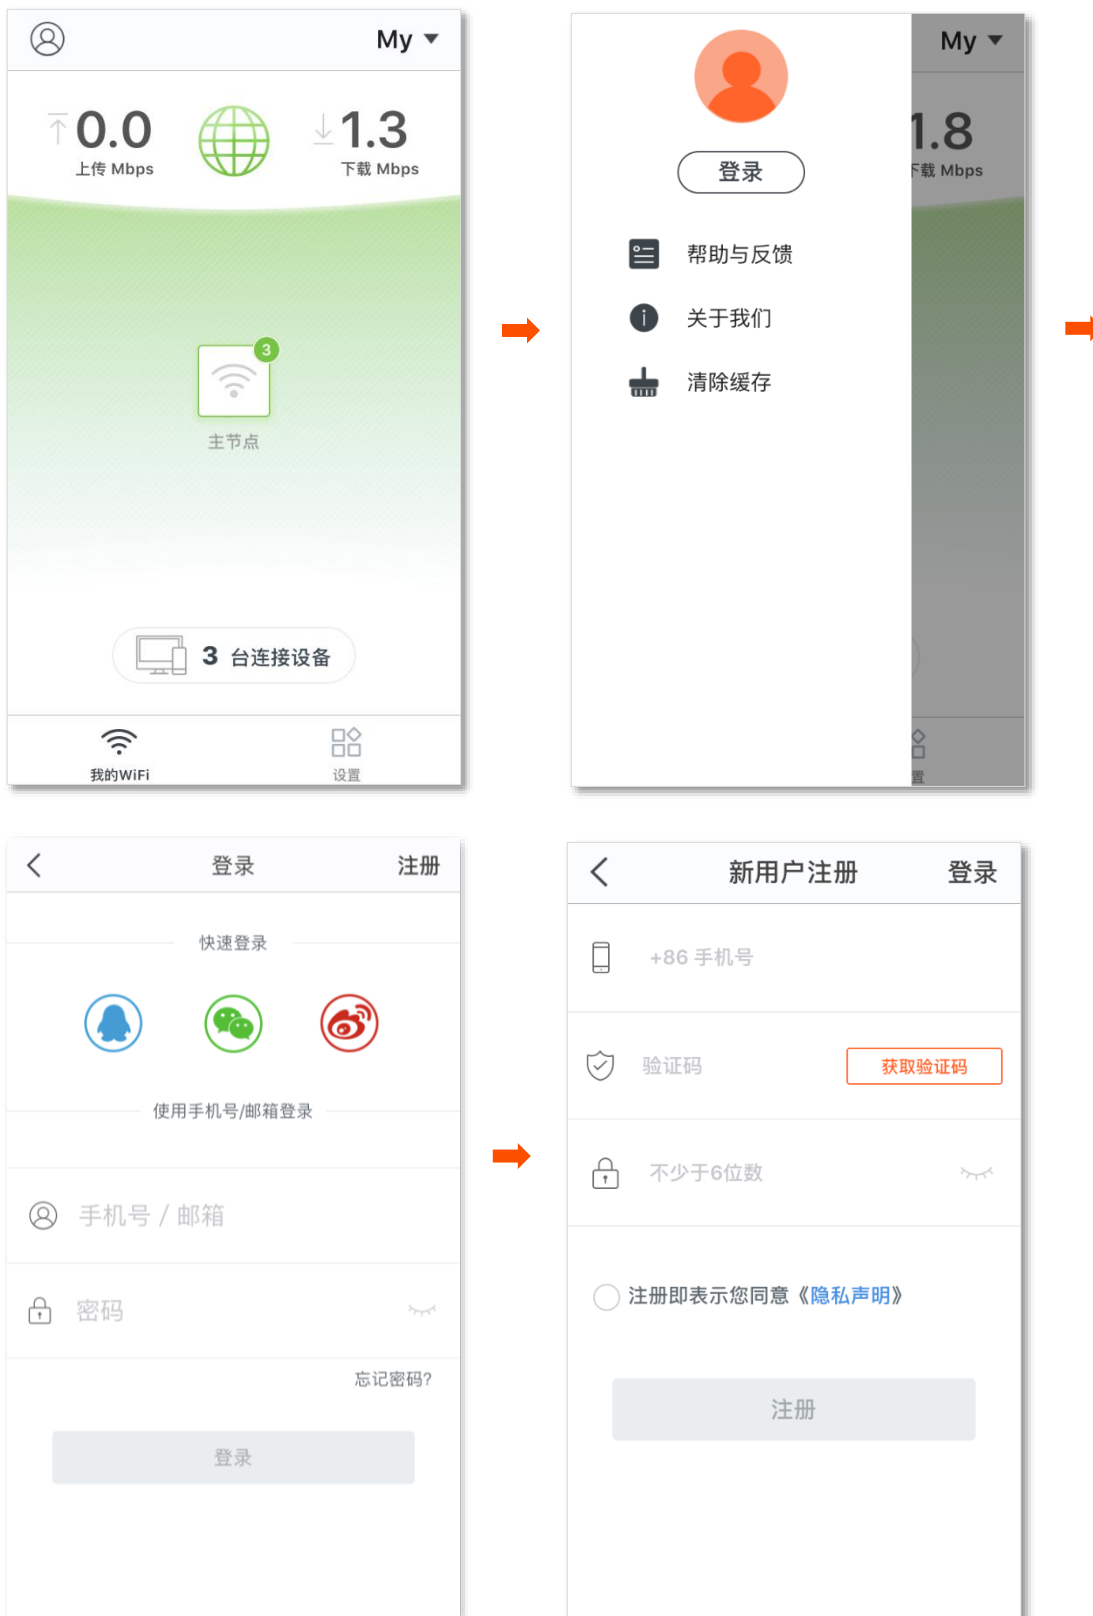 My
0.0
上传 Mbps
1.3
下载 Mbps
3
主节点
3 台连接设备
我的WiFi
设置
登录
帮助与反馈
关于我们
清除缓存
My
1.8
下载 Mbps
置
登录
注册
快速登录
使用手机号/邮箱登录
手机号 / 邮箱
密码
忘记密码?
登录
新用户注册
登录
+86 手机号
验证码
获取验证码
不少于6位数
注册即表示您同意《隐私声明》
注册